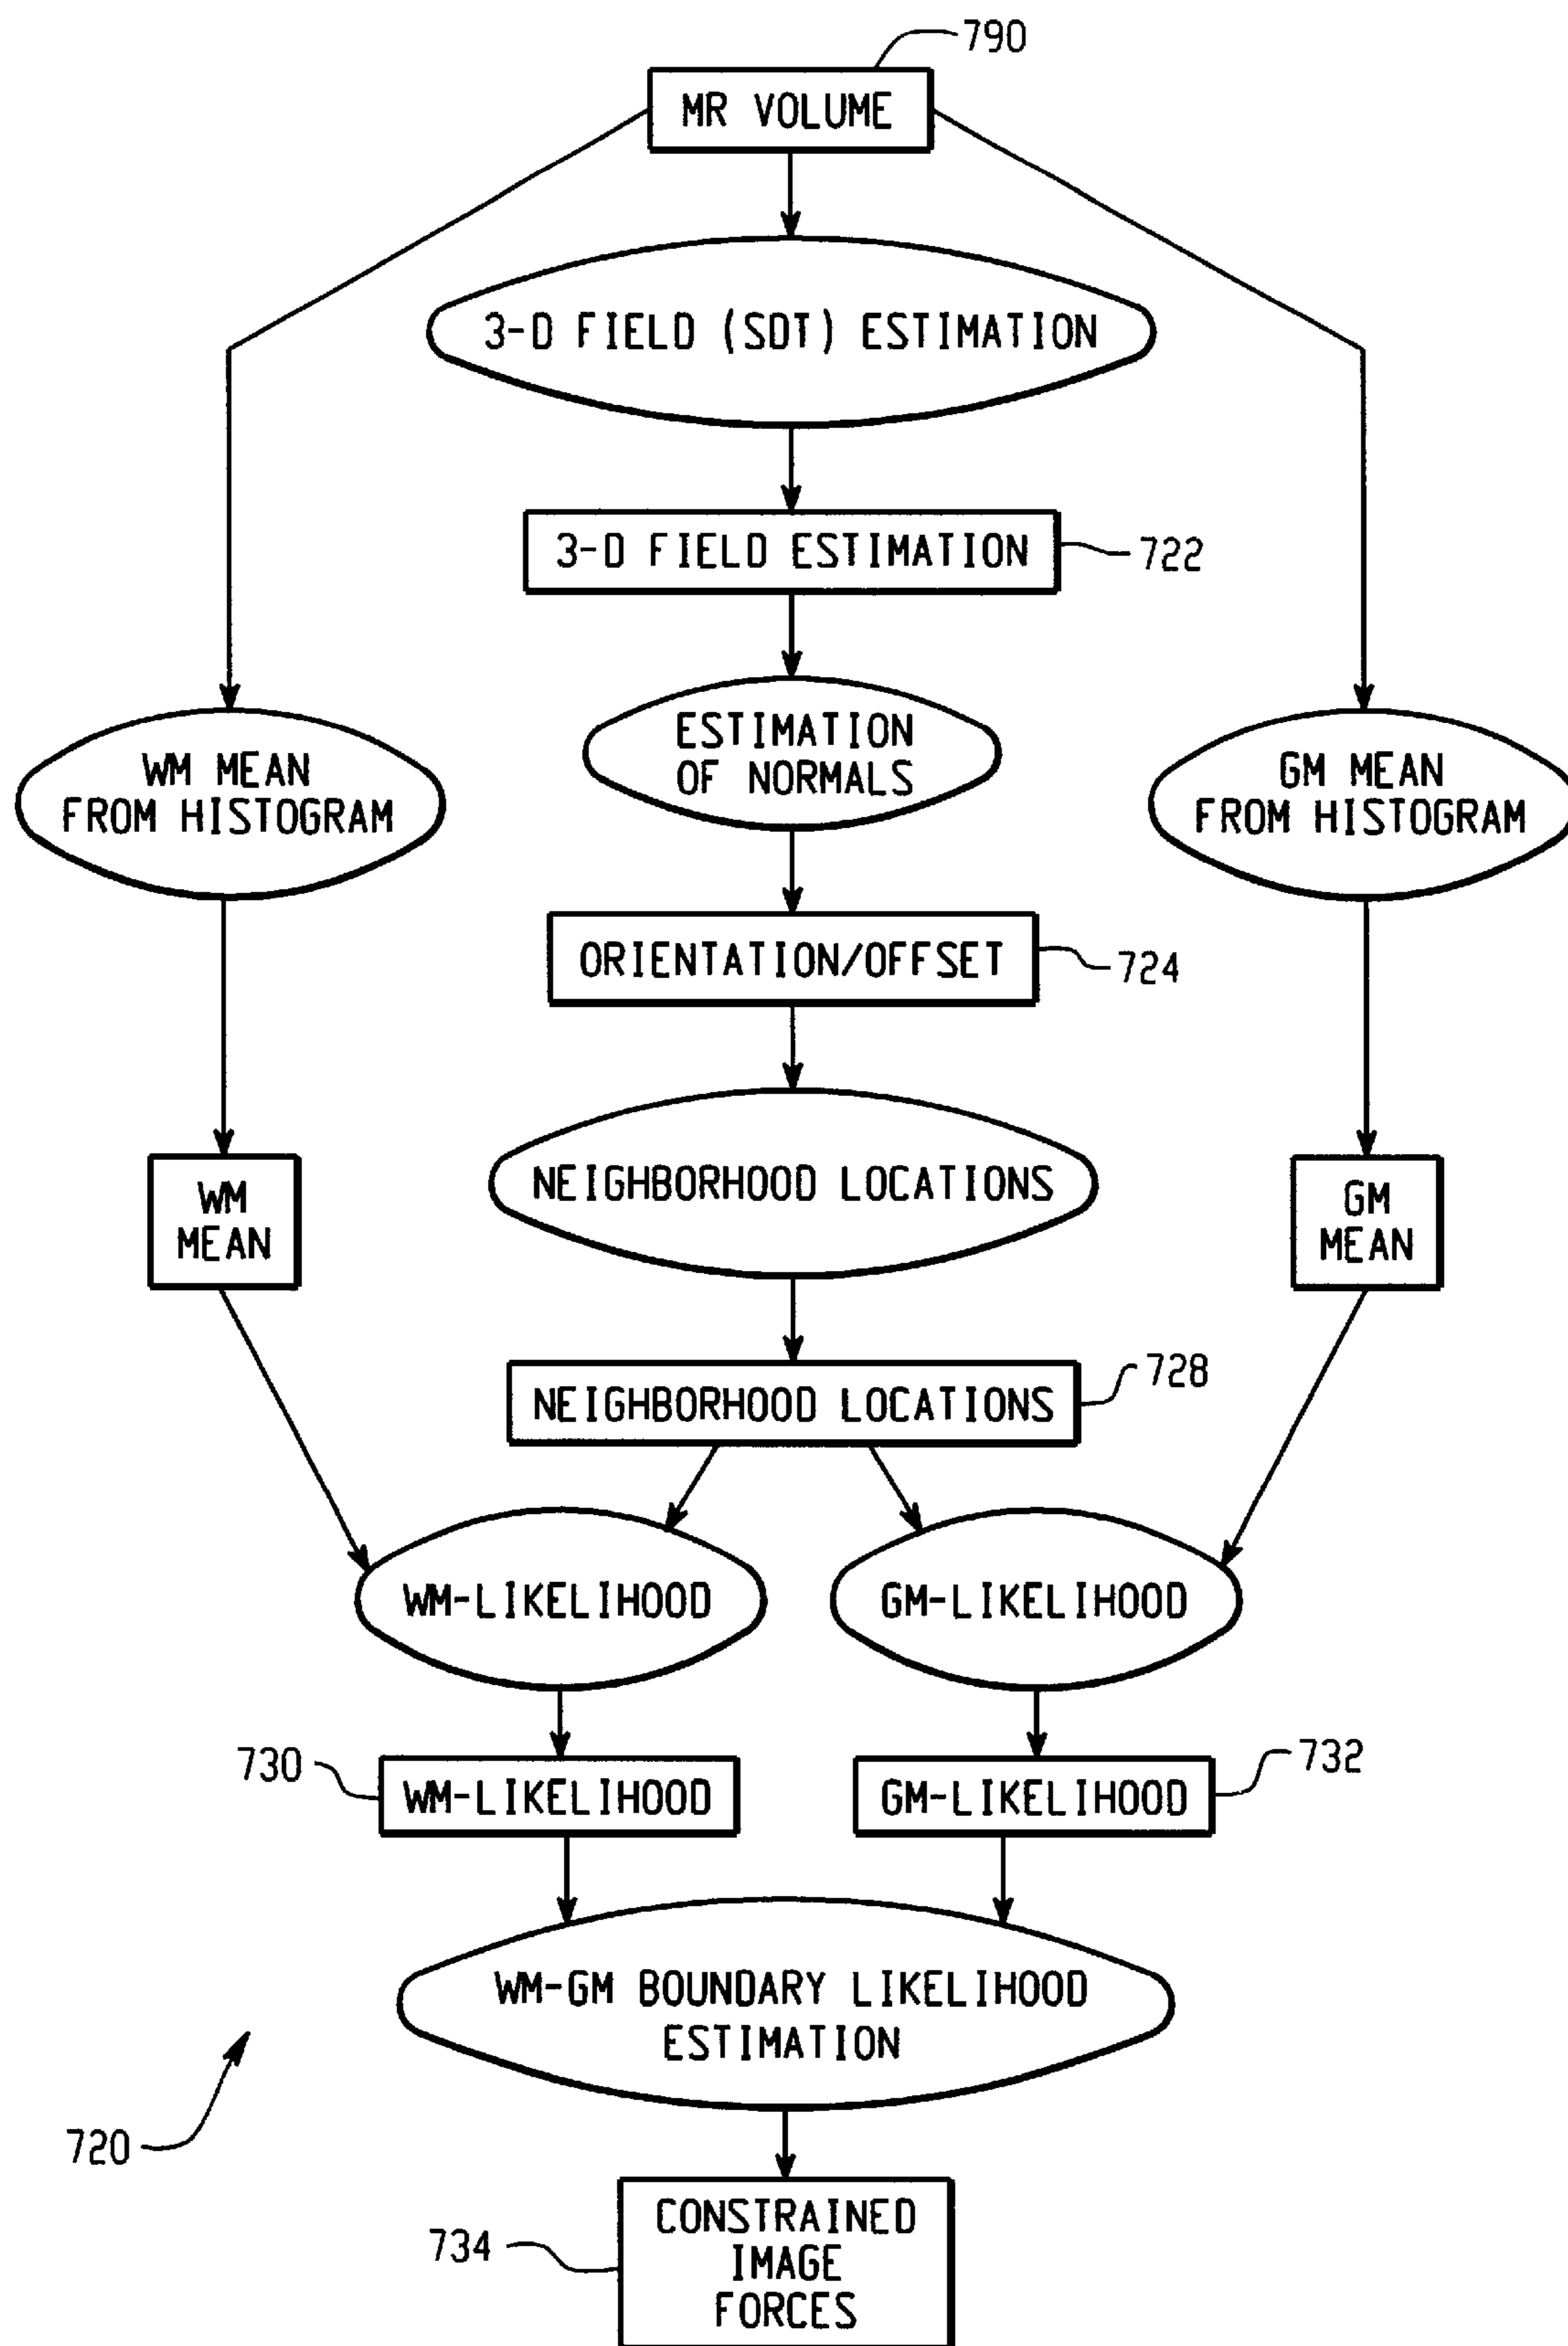 790
MR VOLUME
3-D FIELD (SDT) ESTIMATION
3-D FIELD ESTIMATION
722
WM MEAN
FROM HISTOGRAM
ESTIMATION
OF NORMALS
GM MEAN
FROM HISTOGRAM
ORIENTATION/OFFSET
724
WM
MEAN
NEIGHBORHOOD LOCATIONS
GM
MEAN
NEIGHBORHOOD LOCATIONS
728
WM-LIKELIHOOD
GM-LIKELIHOOD
730
WM-LIKELIHOOD
GM-LIKELIHOOD
732
WM-GM BOUNDARY LIKELIHOOD
ESTIMATION
720
734
CONSTRAINED
IMAGE
FORCES